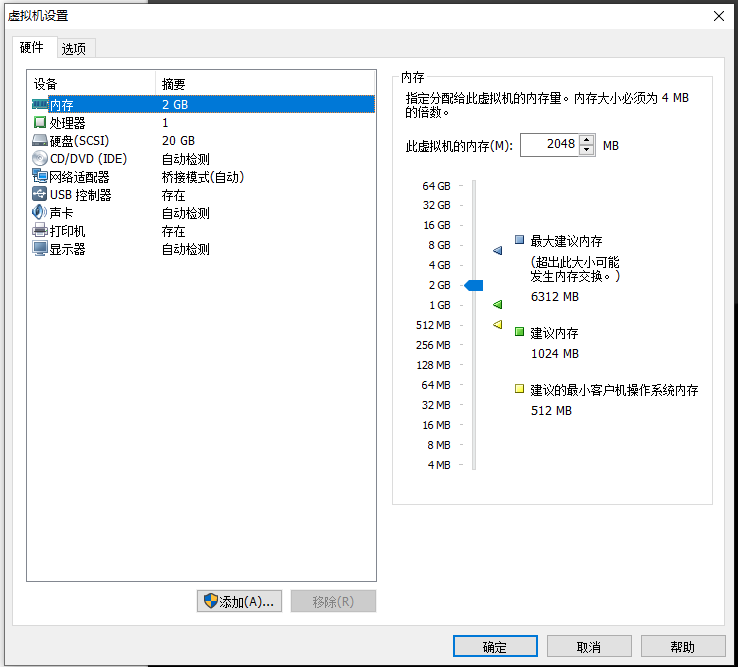 虚拟机设置
硬件 选项
设备 摘要
内存 2 GB
处理器 1
硬盘(SCSI) 20 GB
CD/DVD (IDE) 自动检测
网络适配器 桥接模式(自动)
USB 控制器 存在
声卡 自动检测
打印机 存在
显示器 自动检测
添加(A)... 移除(R)
内存
指定分配给此虚拟机的内存量。内存大小必须为 4 MB
的倍数。
此虚拟机的内存(M): 2048 MB
64 GB
32 GB
16 GB
8 GB
4 GB
2 GB
1 GB
512 MB
256 MB
128 MB
64 MB
32 MB
16 MB
8 MB
4 MB
最大建议内存
(超出此大小可能
发生内存交换。)
6312 MB
建议内存
1024 MB
建议的最小客户机操作系统内存
512 MB
确定 取消 帮助